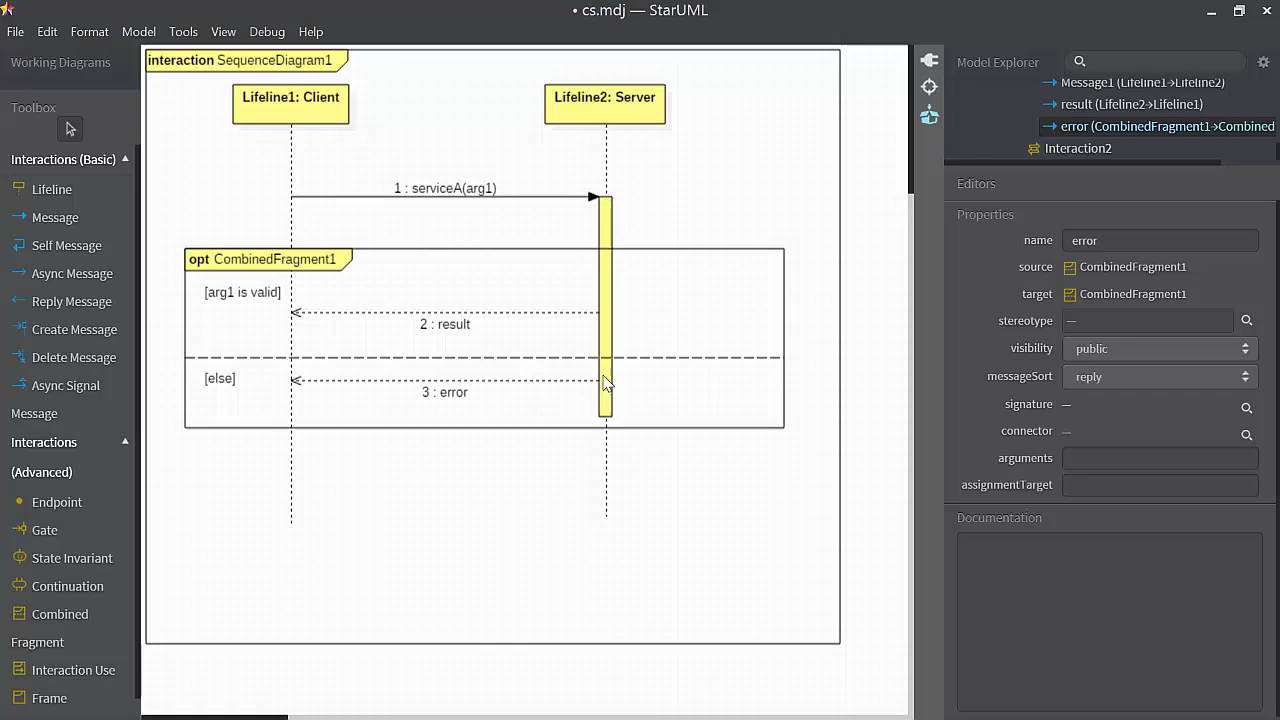 • cs.mdj — StarUML
File Edit Format Model Tools View Debug Help
Working Diagrams
Toolbox
Interactions (Basic)
Lifeline
Message
Self Message
Async Message
Reply Message
Create Message
Delete Message
Async Signal
Message
Interactions
(Advanced)
Endpoint
Gate
State Invariant
Continuation
Combined
Fragment
Interaction Use
Frame
interaction SequenceDiagram1
Lifeline1: Client
Lifeline2: Server
1 : serviceA(arg1)
opt CombinedFragment1
[arg1 is valid]
2 : result
[else]
3 : error
Model Explorer
Message1 (Lifeline1→Lifeline2)
result (Lifeline2→Lifeline1)
error (CombinedFragment1→Combined
Interaction2
Editors
Properties
name error
source CombinedFragment1
target CombinedFragment1
stereotype —
visibility public
messageSort reply
signature —
connector —
arguments
assignmentTarget
Documentation